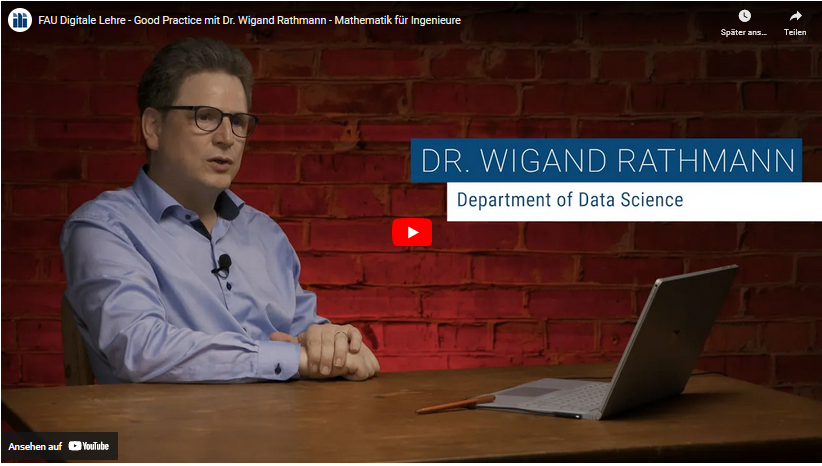 FAU Digitale Lehre - Good Practice mit Dr. Wigand Rathmann - Mathematik für Ingenieure
Später ans...
Teilen
DR. WIGAND RATHMANN
Department of Data Science
Ansehen auf YouTube